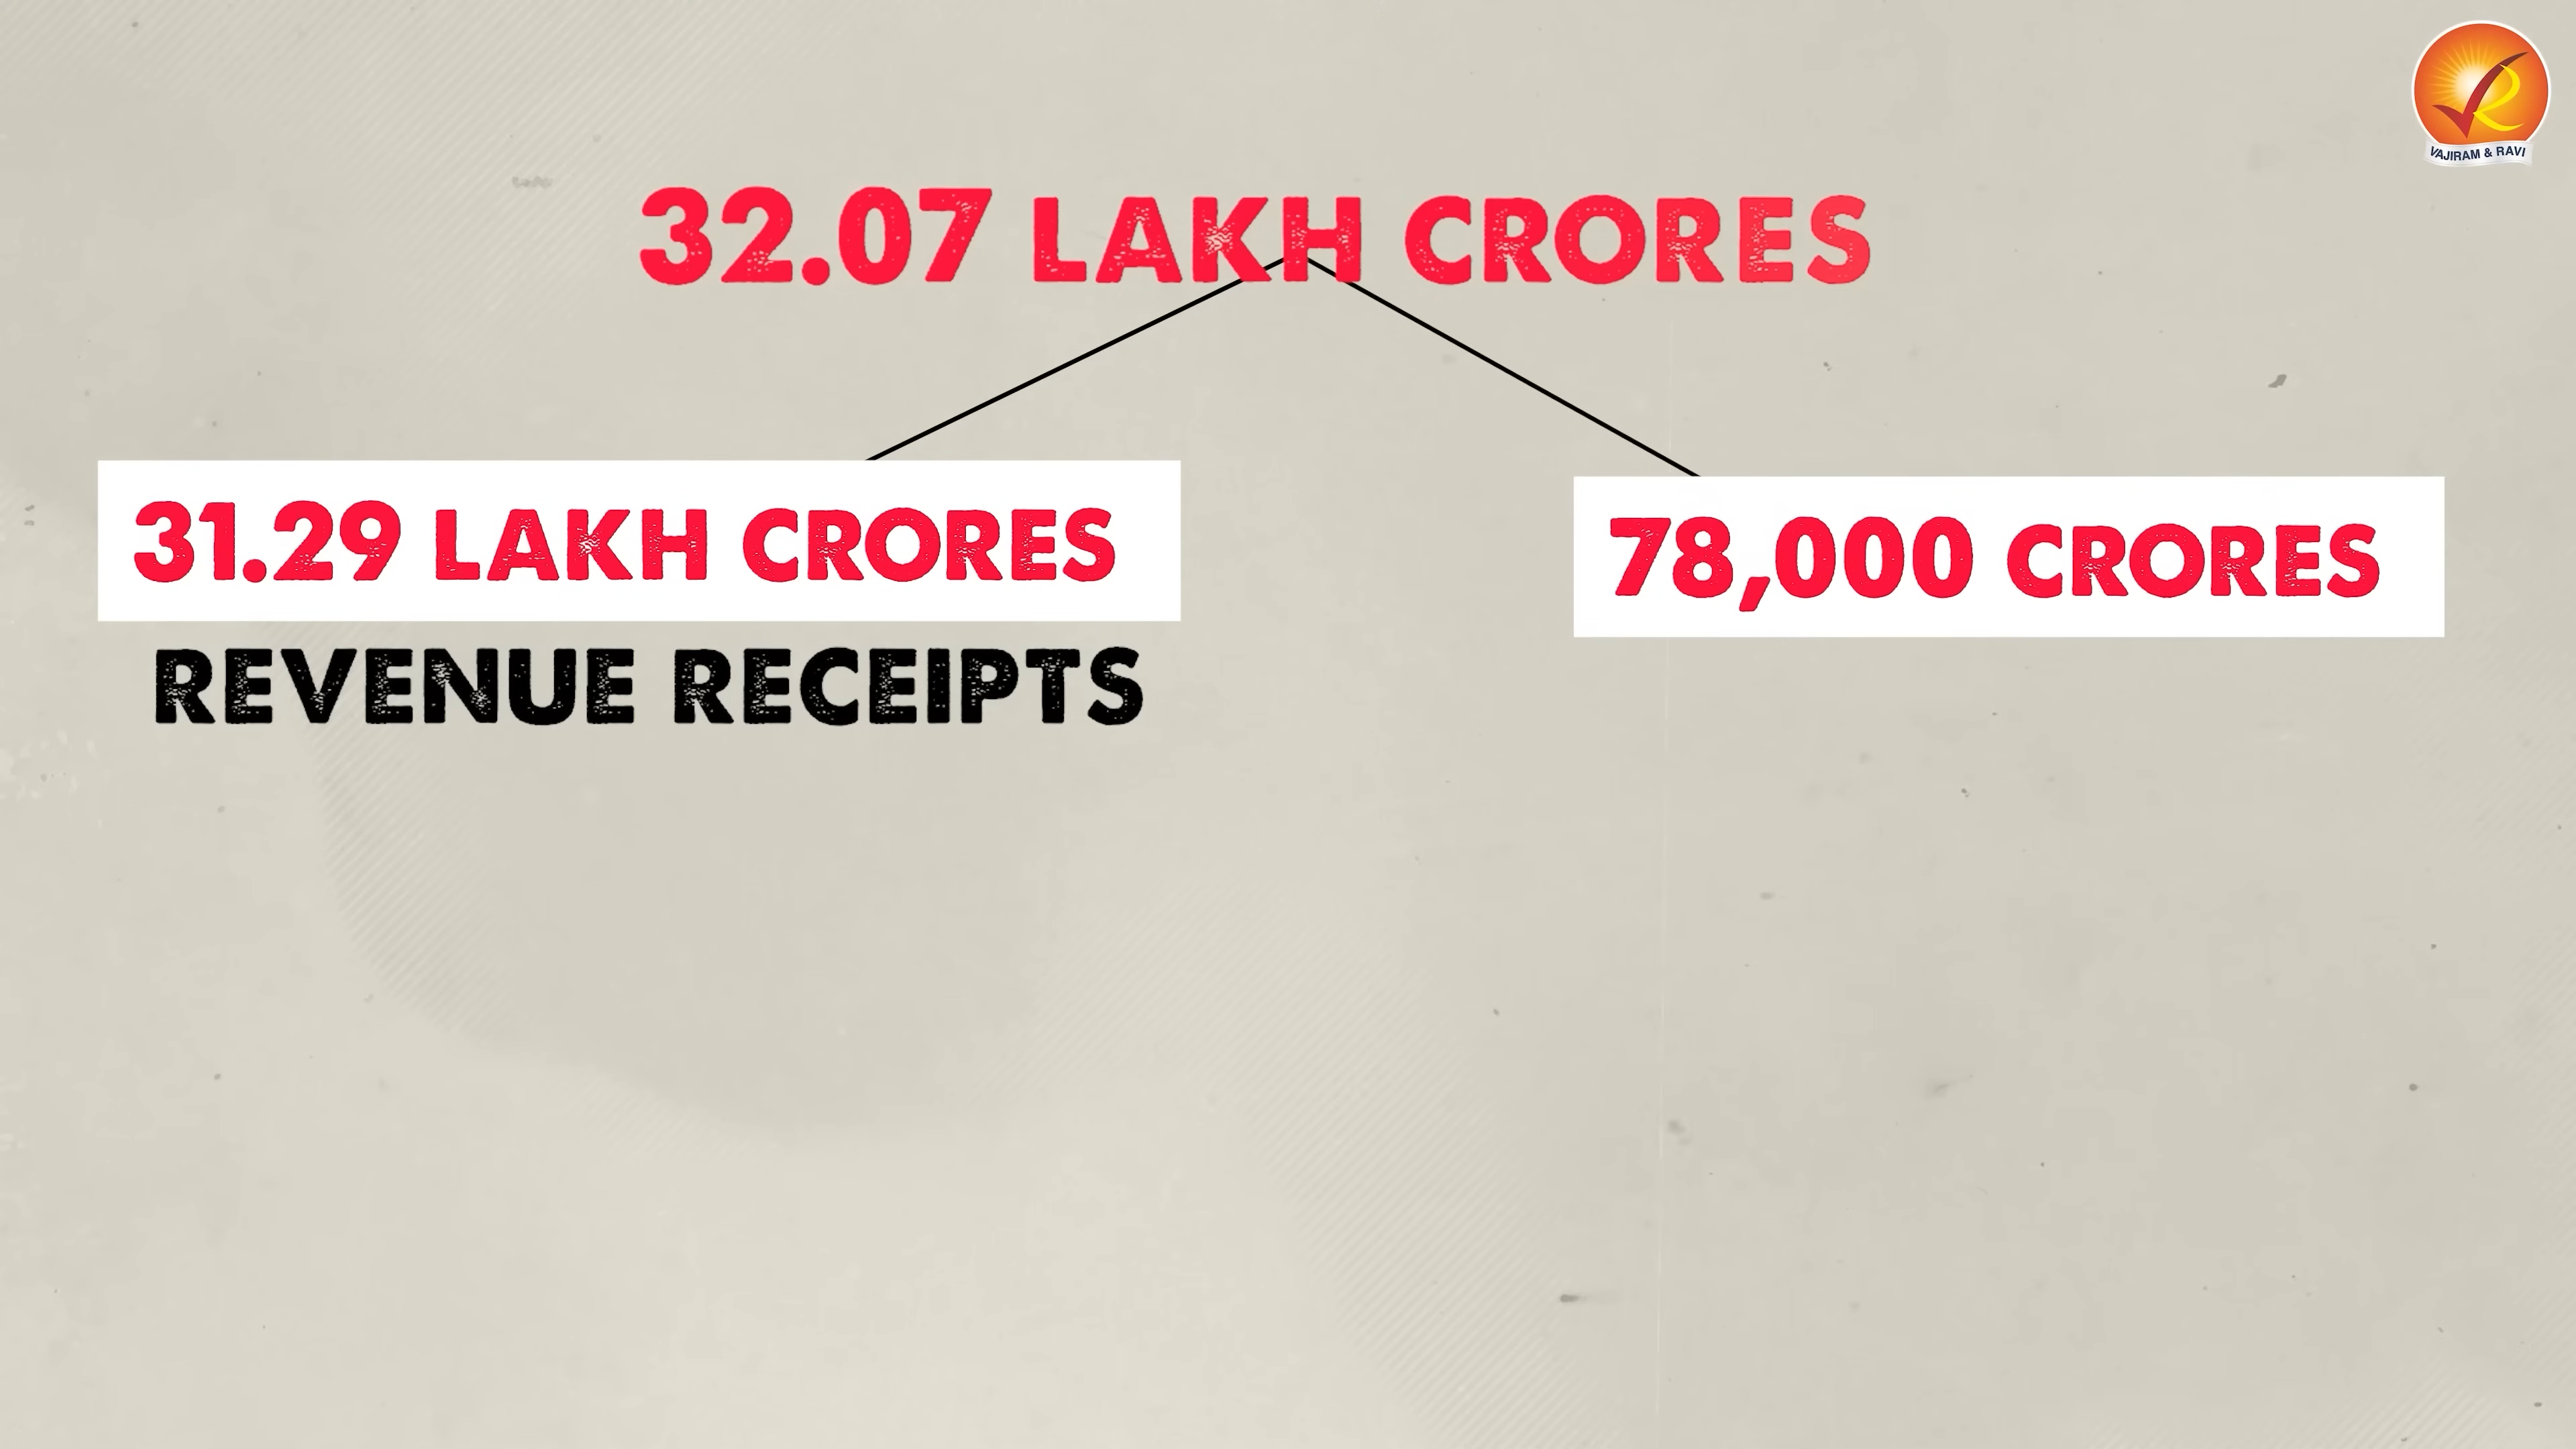 VAJIRAM & RAVI
32.07 LAKH CRORES
31.29 LAKH CRORES
78,000 CRORES
REVENUE RECEIPTS